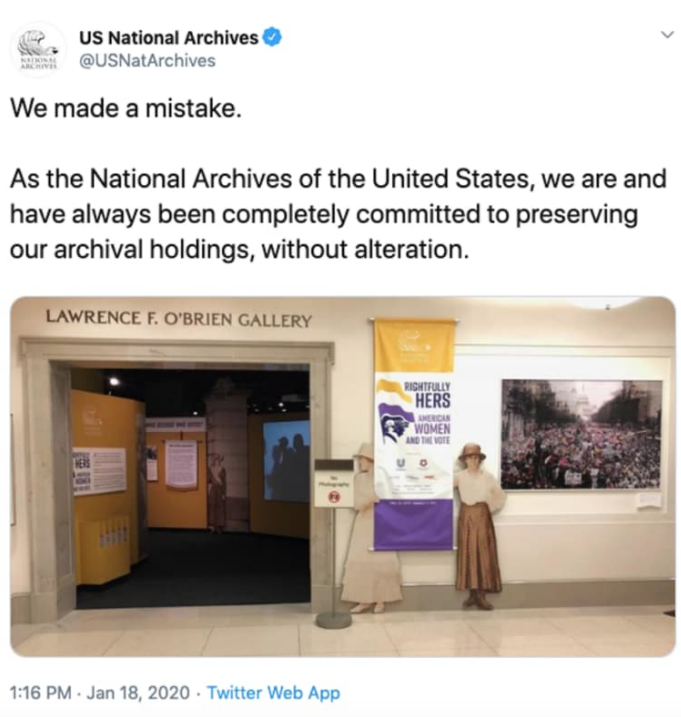 US National Archives
NATIONAL
ARCHIVES
@USNatArchives
We made a mistake.
As the National Archives of the United States, we are and
have always been completely committed to preserving
our archival holdings, without alteration.
LAWRENCE F. O'BRIEN GALLERY
RIGHTFULLY
HERS
AMERICAN
WOMEN
AND THE VOTE
HERS
No
Photography
1:16 PM · Jan 18, 2020 · Twitter Web App